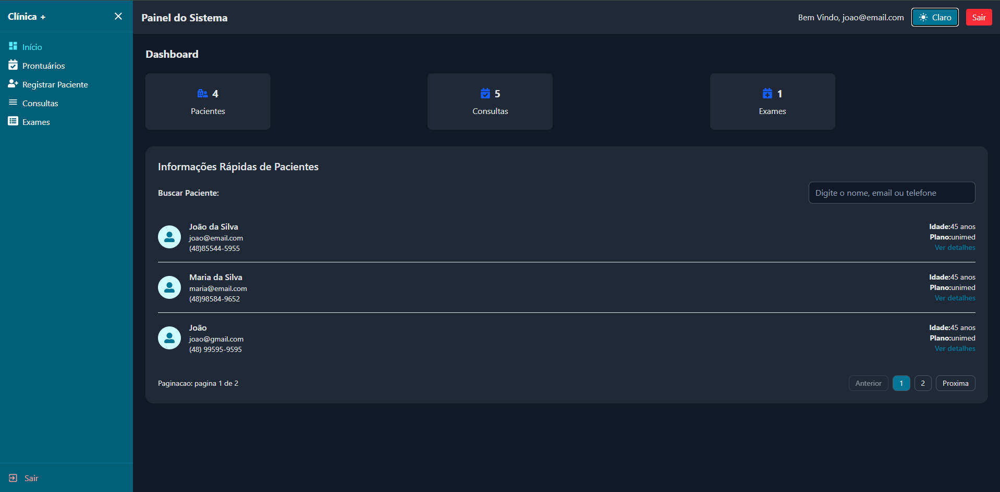 Clínica +
Início
Prontuários
Registrar Paciente
Consultas
Exames
Sair
Painel do Sistema
Bem Vindo, joao@email.com
Claro
Sair
Dashboard
4
Pacientes
5
Consultas
1
Exames
Informações Rápidas de Pacientes
Buscar Paciente:
Digite o nome, email ou telefone
João da Silva
joao@email.com
(48)85544-5955
Idade:45 anos
Plano:unimed
Ver detalhes
Maria da Silva
maria@email.com
(48)98584-9652
Idade:45 anos
Plano:unimed
Ver detalhes
João
joao@gmail.com
(48) 99595-9595
Idade:45 anos
Plano:unimed
Ver detalhes
Paginacao: pagina 1 de 2
Anterior 1 2 Proxima